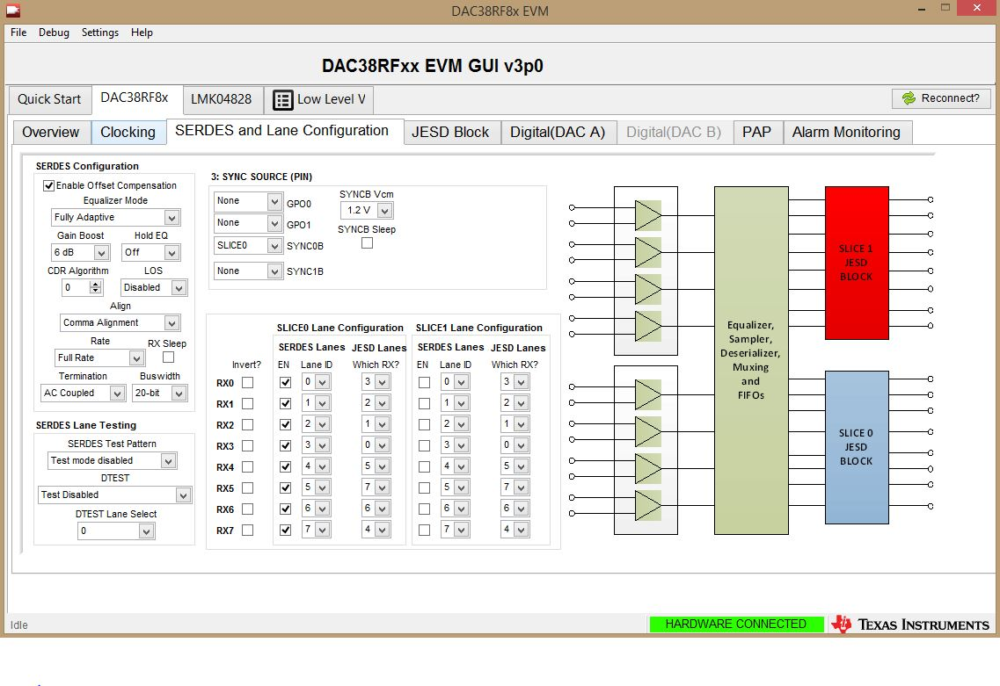 DAC38RF8x EVM
File Debug Settings Help
DAC38RFxx EVM GUI v3p0
Quick Start DAC38RF8x LMK04828 Low Level V Reconnect?
Overview Clocking SERDES and Lane Configuration JESD Block Digital(DAC A) Digital(DAC B) PAP Alarm Monitoring
SERDES Configuration
Enable Offset Compensation
Equalizer Mode
Fully Adaptive
Gain Boost Hold EQ
6 dB Off
CDR Algorithm LOS
0 Disabled
Align
Comma Alignment
Rate RX Sleep
Full Rate
Termination Buswidth
AC Coupled 20-bit
SERDES Lane Testing
SERDES Test Pattern
Test mode disabled
DTEST
Test Disabled
DTEST Lane Select
0
3: SYNC SOURCE (PIN)
None GPO0
None GPO1
SLICE0 SYNC0B
None SYNC1B
SYNCB Vcm
1.2 V
SYNCB Sleep
SLICE0 Lane Configuration SLICE1 Lane Configuration
SERDES Lanes JESD Lanes SERDES Lanes JESD Lanes
Invert? EN Lane ID Which RX? EN Lane ID Which RX?
RX0 0 3 0 3
RX1 1 2 1 2
RX2 2 1 2 1
RX3 3 0 3 0
RX4 4 5 4 5
RX5 5 7 5 7
RX6 6 6 6 6
RX7 7 4 7 4
Equalizer,
Sampler,
Deserializer,
Muxing
and
FIFOs
SLICE 1
JESD
BLOCK
SLICE 0
JESD
BLOCK
Idle HARDWARE CONNECTED TEXAS INSTRUMENTS